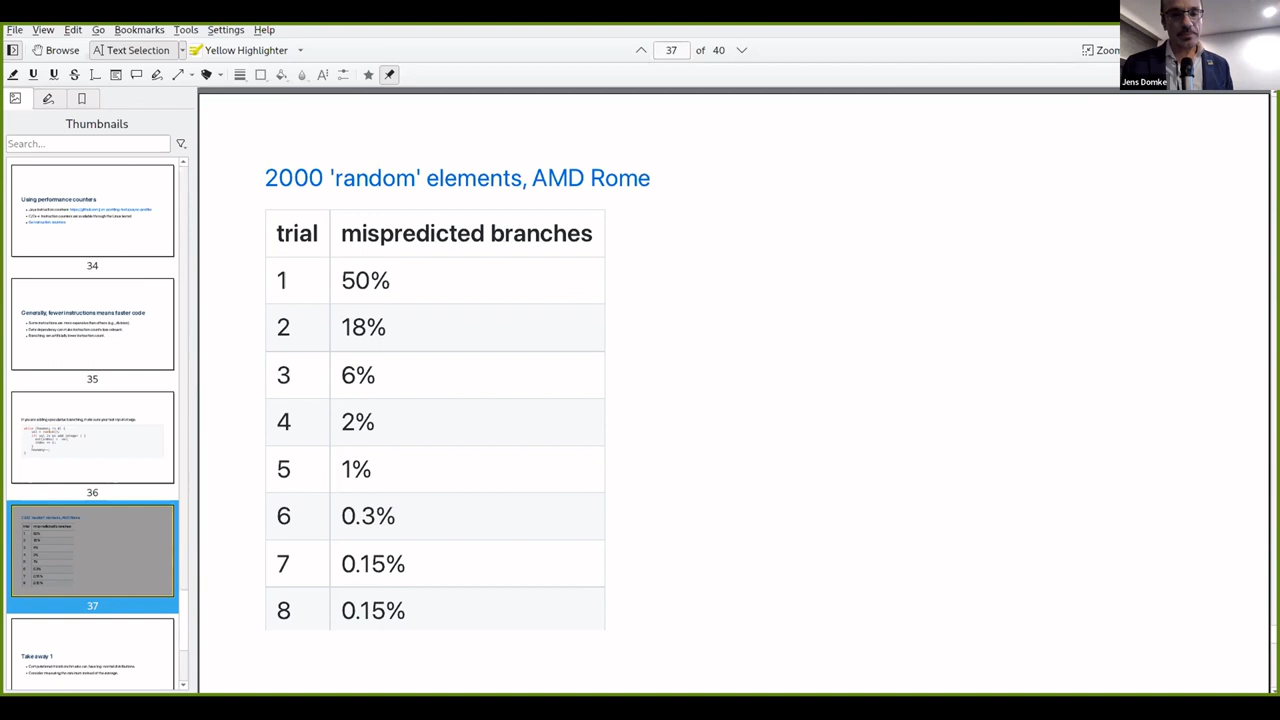 File View Edit Go Bookmarks Tools Settings Help
Browse Text Selection Yellow Highlighter 37 of 40 Zoom
Jens Domke
Thumbnails
Search...
Using performance counters
34
Generally, fewer instructions means faster code
35
36
37
Take away 1
2000 'random' elements, AMD Rome
trial mispredicted branches
1 50%
2 18%
3 6%
4 2%
5 1%
6 0.3%
7 0.15%
8 0.15%